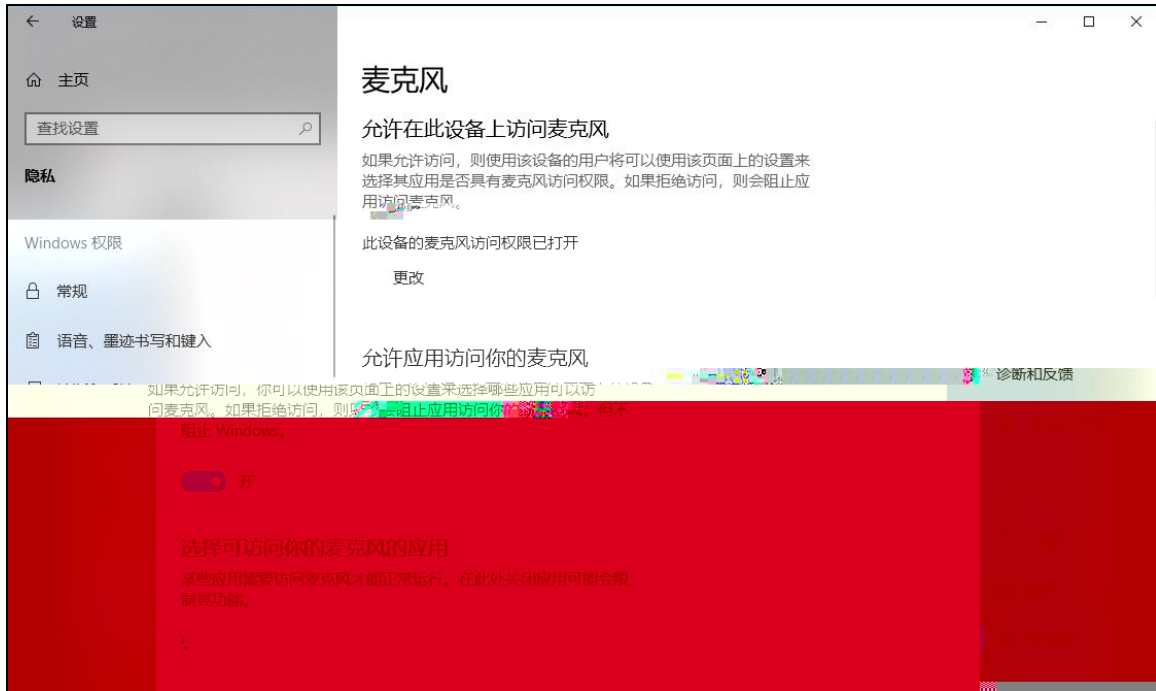 设置
主页
查找设置
隐私
Windows 权限
常规
语音、墨迹书写和键入
麦克风
允许在此设备上访问麦克风
如果允许访问，则使用该设备的用户将可以使用该页面上的设置来
选择其应用是否具有麦克风访问权限。如果拒绝访问，则会阻止应
用访问麦克风。
此设备的麦克风访问权限已打开
更改
允许应用访问你的麦克风
诊断和反馈
如果允许访问，你可以使用该页面上的设置来选择哪些应用可以访
问麦克风。如果拒绝访问，则 阻止应用访问你的 但不
阻止 Windows。
开
选择可访问你的麦克风的应用
某些应用需要访问麦克风才能正常运行。在此处关闭应用可能会限
制其功能。